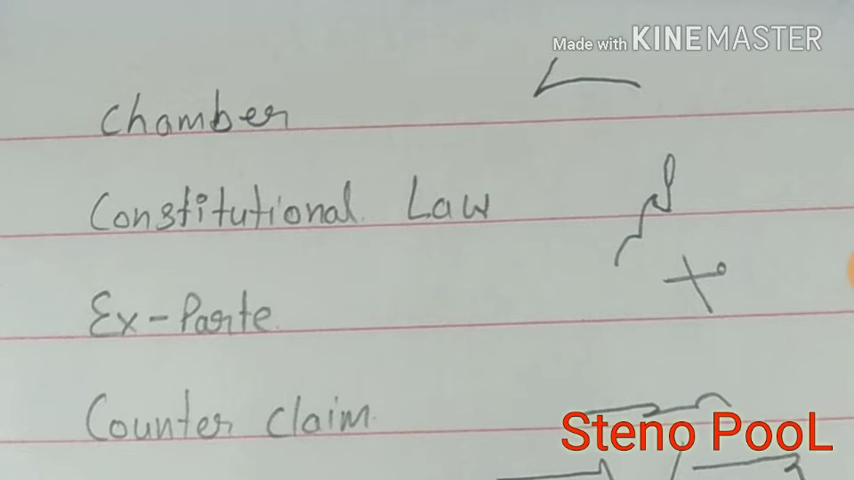 Made with KINEMASTER
Chamber
Constitutional Law
Ex-Parte
Counter claim
Steno PooL